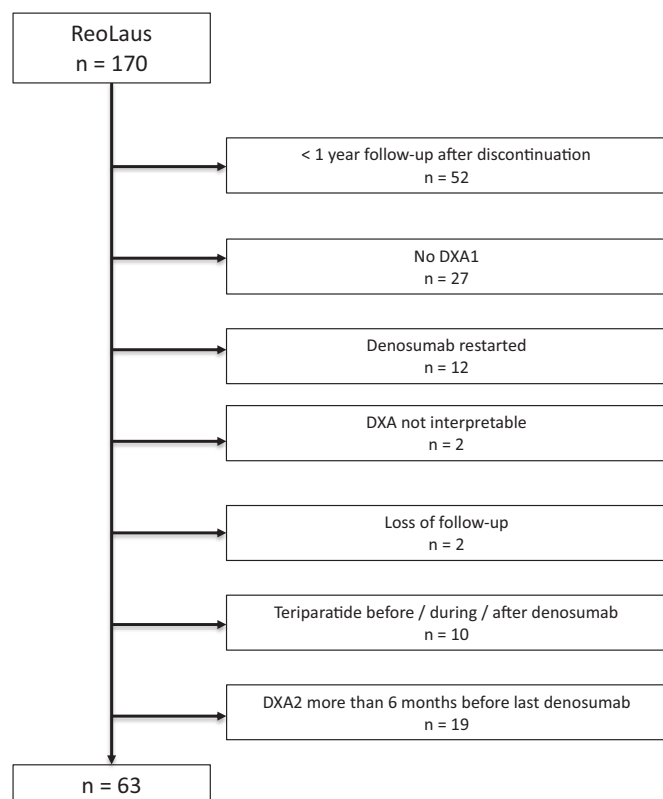 ReoLaus
n = 170
< 1 year follow-up after discontinuation
n = 52
No DXA1
n = 27
Denosumab restarted
n = 12
DXA not interpretable
n = 2
Loss of follow-up
n = 2
Teriparatide before / during / after denosumab
n = 10
DXA2 more than 6 months before last denosumab
n = 19
n = 63